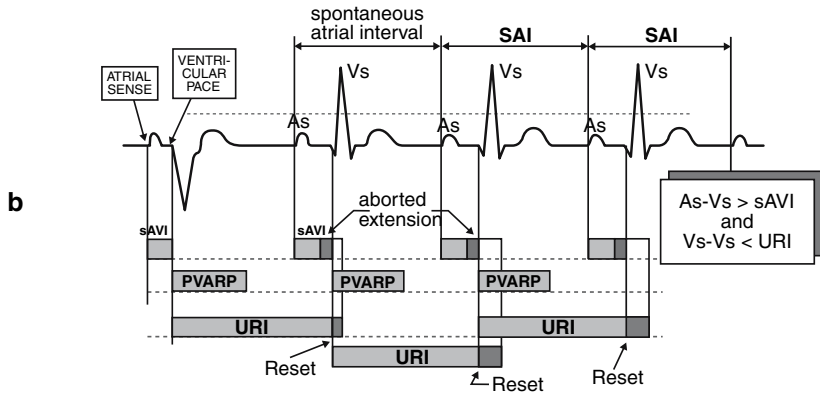 spontaneous
atrial interval
SAI
SAI
ATRIAL
SENSE
VENTRI-
CULAR
PACE
Vs
Vs
Vs
As
As
As
b
aborted
extension
As-Vs > sAVI
and
Vs-Vs < URI
sAVI
sAVI
PVARP
PVARP
PVARP
URI
URI
URI
Reset
Reset
Reset